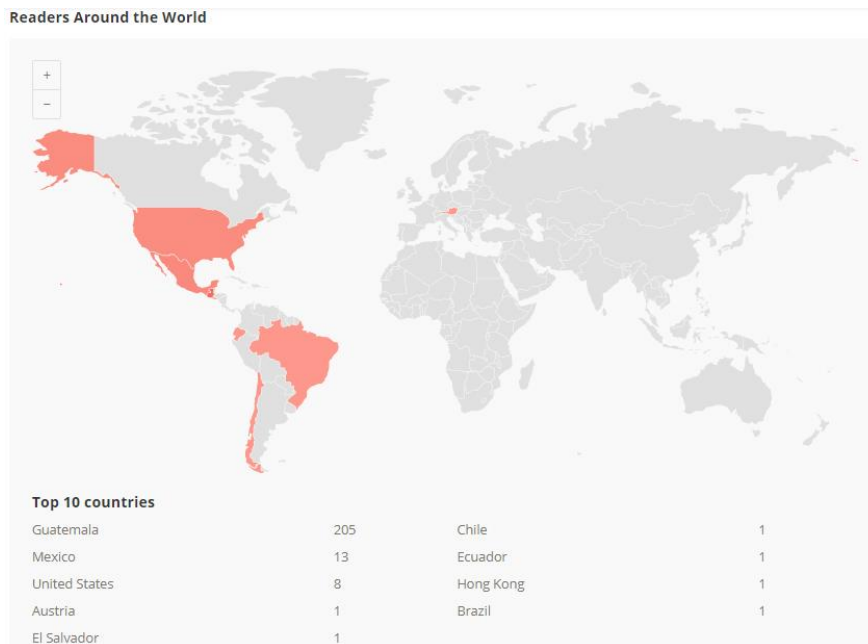 Readers Around the World
+
−
Top 10 countries
Guatemala 205
Mexico 13
United States 8
Austria 1
El Salvador 1
Chile 1
Ecuador 1
Hong Kong 1
Brazil 1